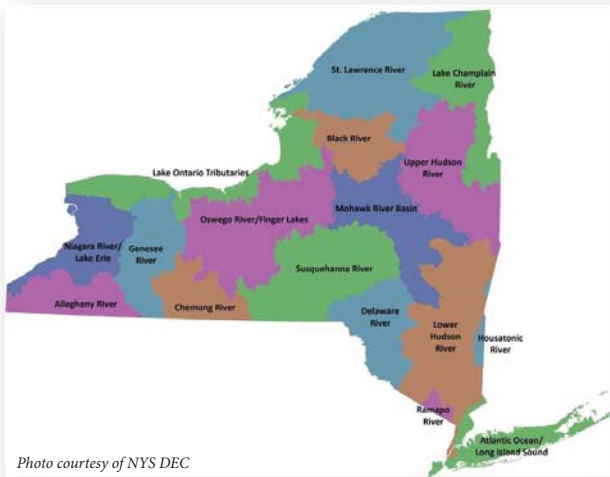 St. Lawrence River
Lake Champlain
River
Black River
Upper Hudson
River
Lake Ontario Tributaries
Mohawk River Basin
Oswego River/Finger Lakes
Niagara River/
Lake Erie
Genesee
River
Susquehanna River
Allegheny River
Chemung River
Delaware
River
Lower
Hudson
River
Housatonic
River
Ramapo
River
Atlantic Ocean/
Long Island Sound
Photo courtesy of NYS DEC